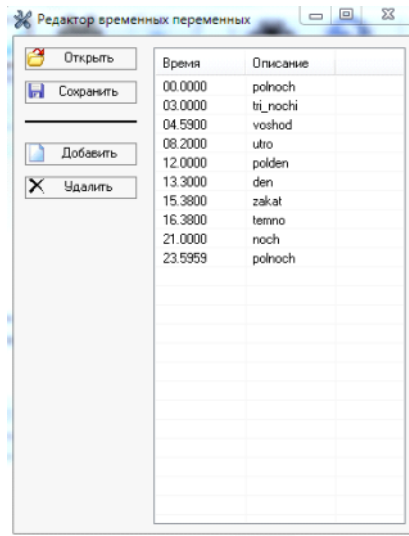 Редактор временных переменных
Открыть
Сохранить
Добавить
Удалить
Время Описание
00.0000 polnoch
03.0000 tri_nochi
04.5900 voshod
08.2000 utro
12.0000 polden
13.3000 den
15.3800 zakat
16.3800 temno
21.0000 noch
23.5959 polnoch